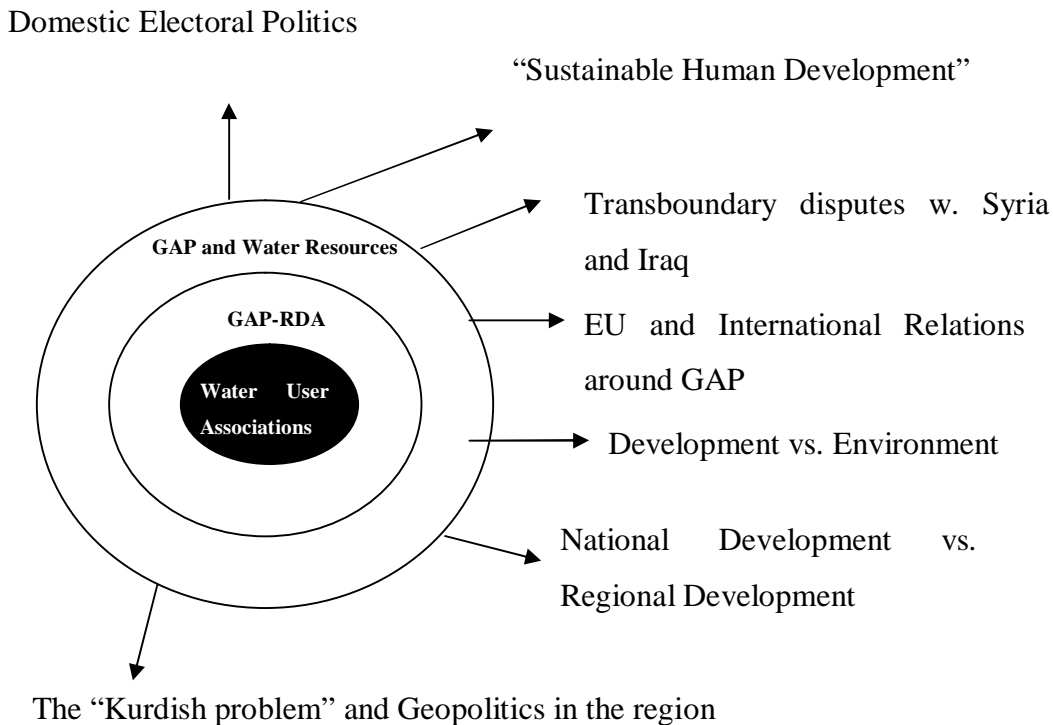 Domestic Electoral Politics
“Sustainable Human Development”
Transboundary disputes w. Syria
and Iraq
GAP and Water Resources
GAP-RDA
EU and International Relations
around GAP
Water User
Associations
Development vs. Environment
National Development vs.
Regional Development
The “Kurdish problem” and Geopolitics in the region